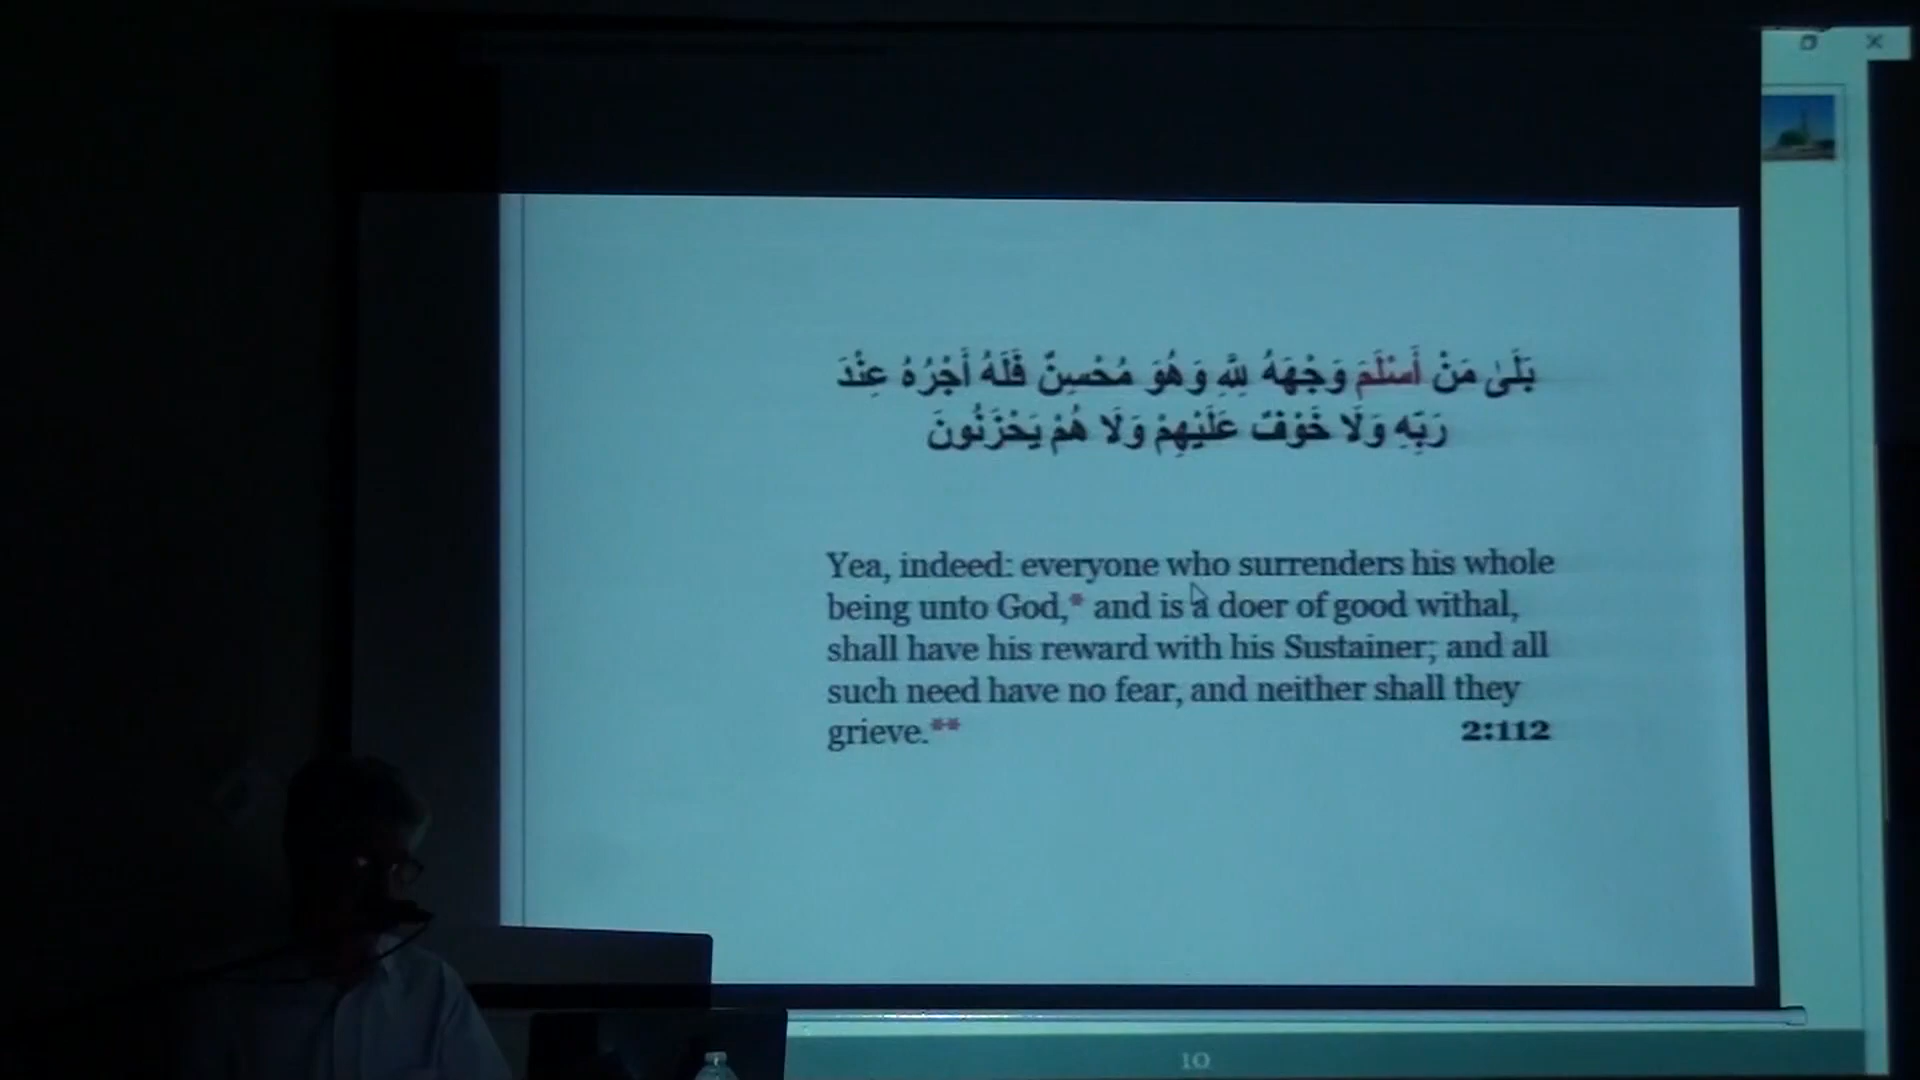 بَلَىٰ مَنْ أَسْلَمَ وَجْهَهُ لِلَّهِ وَهُوَ مُحْسِنٌ فَلَهُ أَجْرُهُ عِنْدَ
رَبِّهِ وَلَا خَوْفٌ عَلَيْهِمْ وَلَا هُمْ يَحْزَنُونَ
Yea, indeed: everyone who surrenders his whole
being unto God,* and is a doer of good withal,
shall have his reward with his Sustainer; and all
such need have no fear, and neither shall they
grieve.** 2:112
10